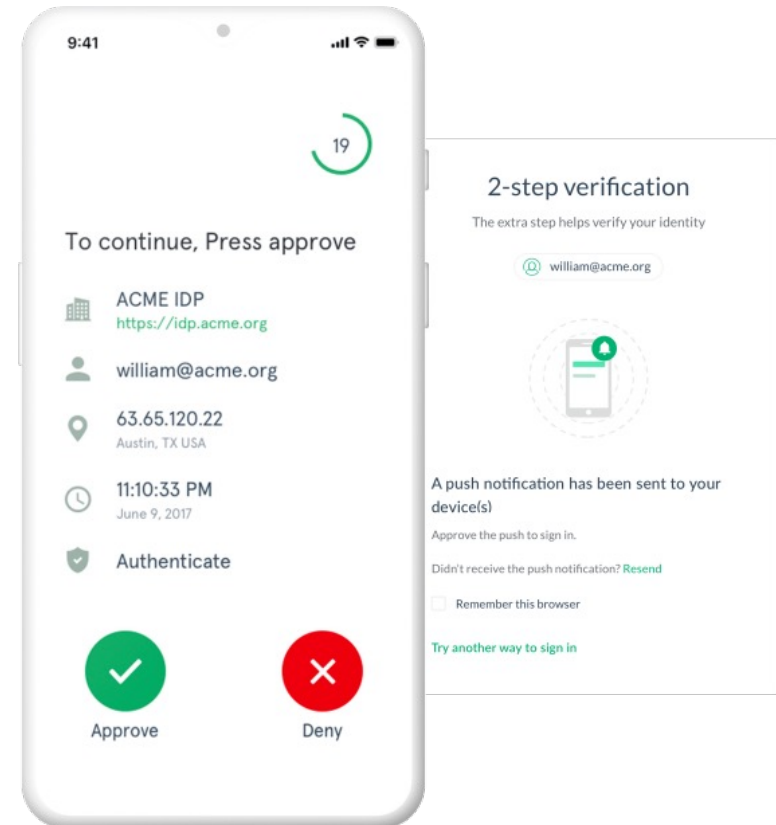 9:41
19
To continue, Press approve
ACME IDP
https://idp.acme.org
william@acme.org
63.65.120.22
Austin, TX USA
11:10:33 PM
June 9, 2017
Authenticate
Approve
Deny
2-step verification
The extra step helps verify your identity
william@acme.org
A push notification has been sent to your
device(s)
Approve the push to sign in.
Didn't receive the push notification? Resend
Remember this browser
Try another way to sign in